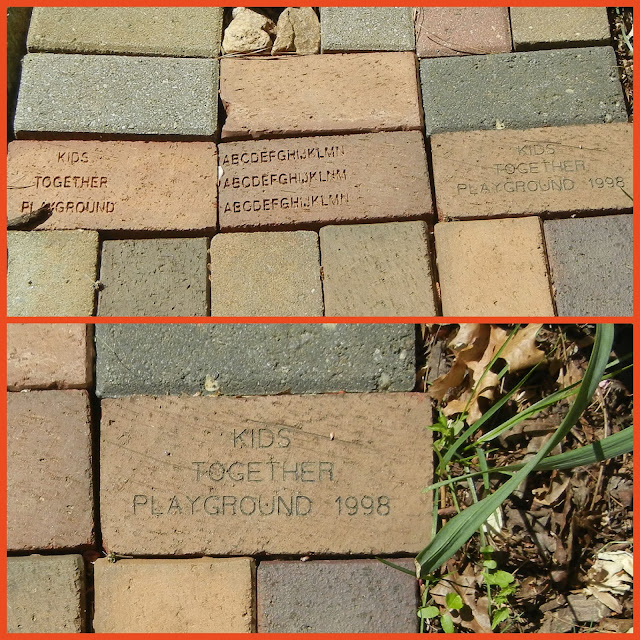 KIDS
TOGETHER
PLAYGROUND
ABCDEFGHIJKLMN
ABCDEFGHIJKLNM
ABCDEFGHIJKLMN
KIDS
TOGETHER
PLAYGROUND 1998
KIDS
TOGETHER
PLAYGROUND 1998